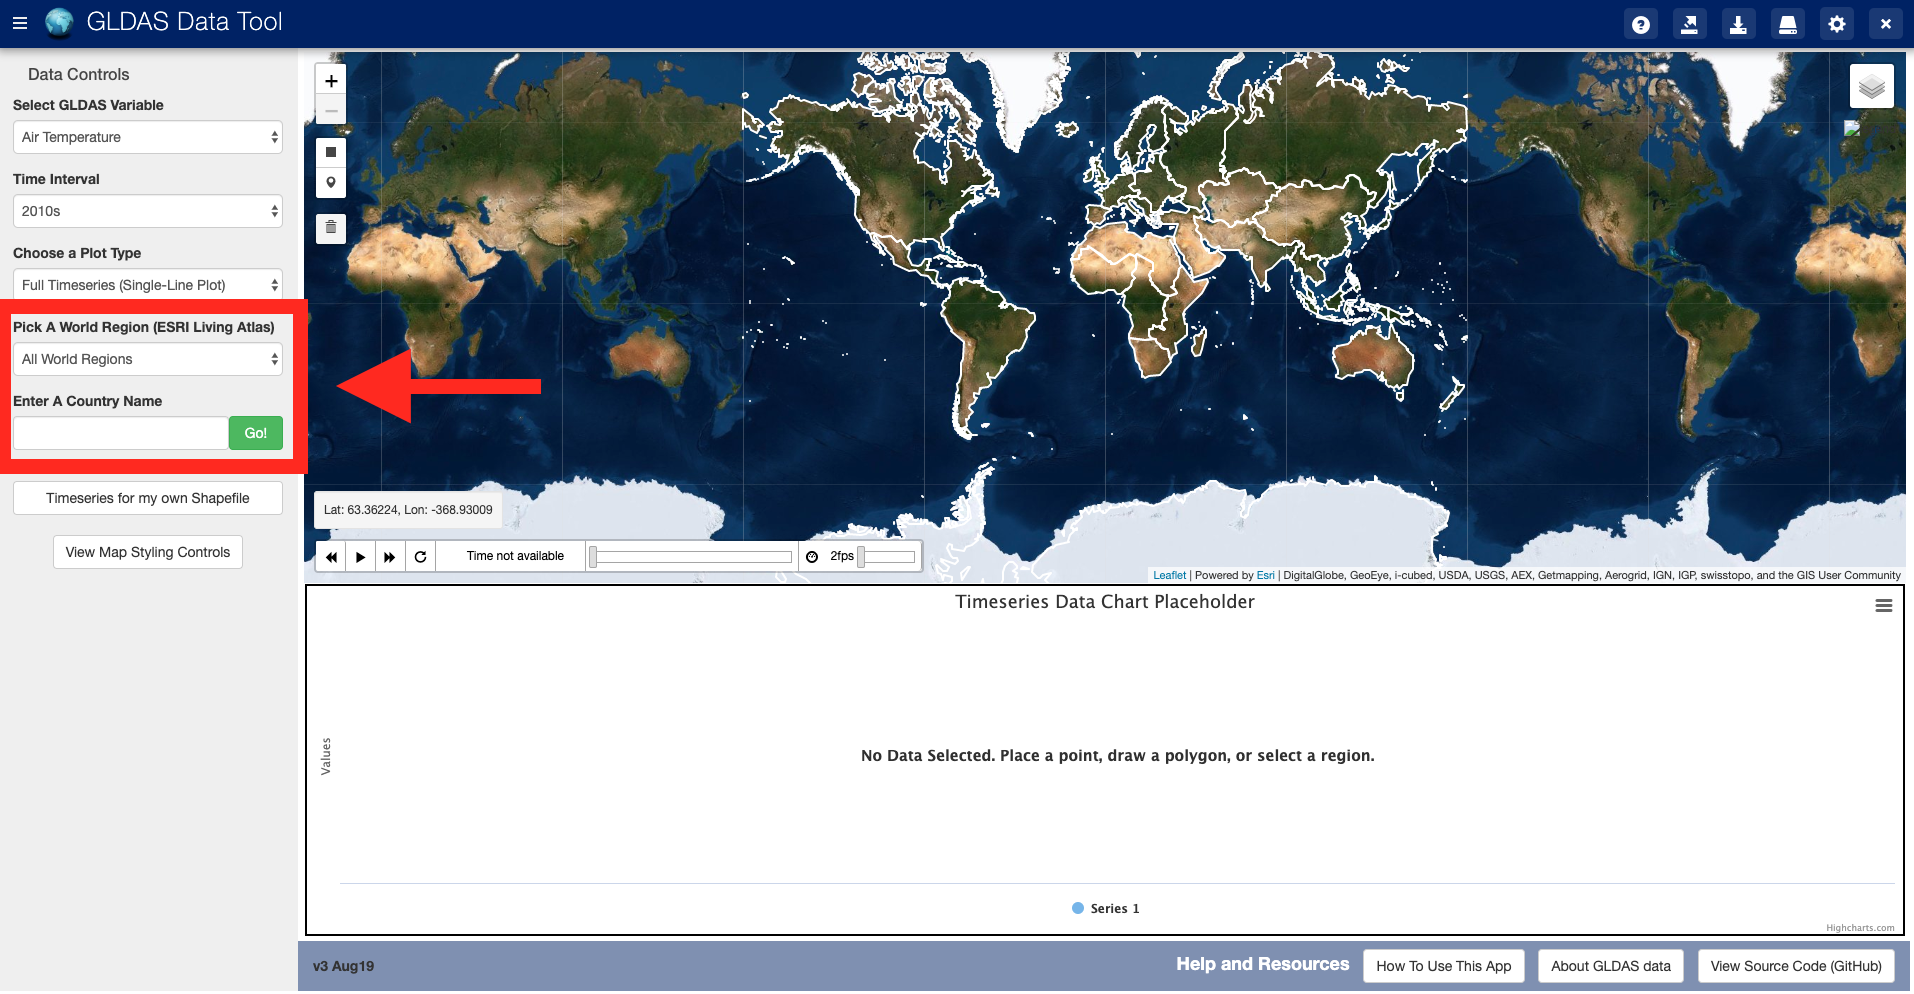 GLDAS Data Tool
Data Controls
Select GLDAS Variable
Air Temperature
Time Interval
2010s
Choose a Plot Type
Full Timeseries (Single-Line Plot)
Pick A World Region (ESRI Living Atlas)
All World Regions
Enter A Country Name
Go!
Timeseries for my own Shapefile
View Map Styling Controls
+
−
Lat: 63.36224, Lon: -368.93009
Time not available
2fps
Leaflet | Powered by Esri | DigitalGlobe, GeoEye, i-cubed, USDA, USGS, AEX, Getmapping, Aerogrid, IGN, IGP, swisstopo, and the GIS User Community
Timeseries Data Chart Placeholder
Values
No Data Selected. Place a point, draw a polygon, or select a region.
Series 1
Highcharts.com
v3 Aug19
Help and Resources
How To Use This App
About GLDAS data
View Source Code (GitHub)